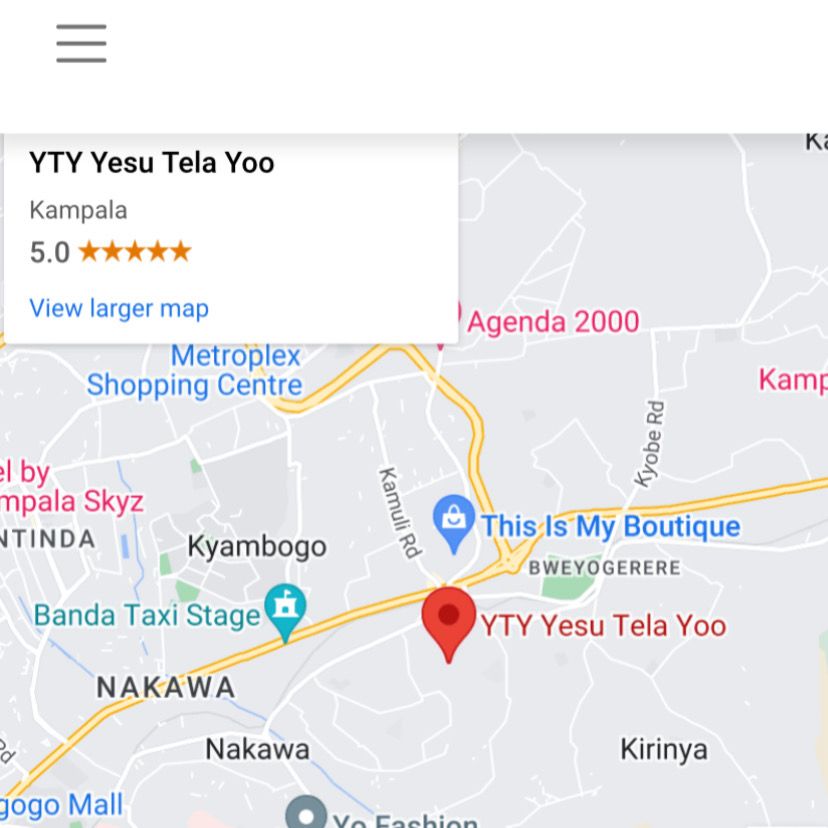 Ka
YTY Yesu Tela Yoo
Kampala
5.0
View larger map
Agenda 2000
Metroplex
Shopping Centre
Kamp
Kyobe Rd
el by
mpala Skyz
Kamuli Rd
NTINDA
This Is My Boutique
Kyambogo
BWEYOGERERE
Banda Taxi Stage
YTY Yesu Tela Yoo
NAKAWA
Nakawa
Kirinya
Rd
gogo Mall
Yo Fashion